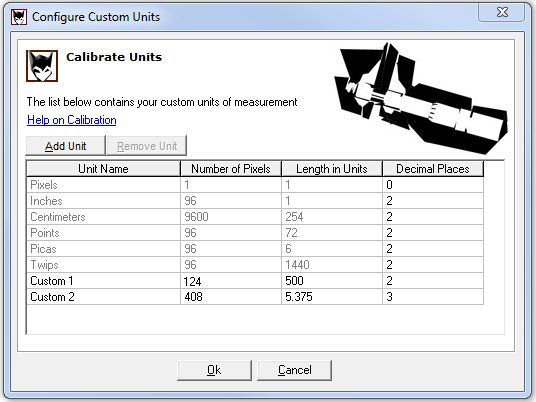 Configure Custom Units
Calibrate Units
The list below contains your custom units of measurement
Help on Calibration
Add Unit Remove Unit
Unit Name Number of Pixels Length in Units Decimal Places
Pixels 1 1 0
Inches 96 1 2
Centimeters 9600 254 2
Points 96 72 2
Picas 96 6 2
Twips 96 1440 2
Custom 1 124 500 2
Custom 2 408 5.375 3
Ok Cancel